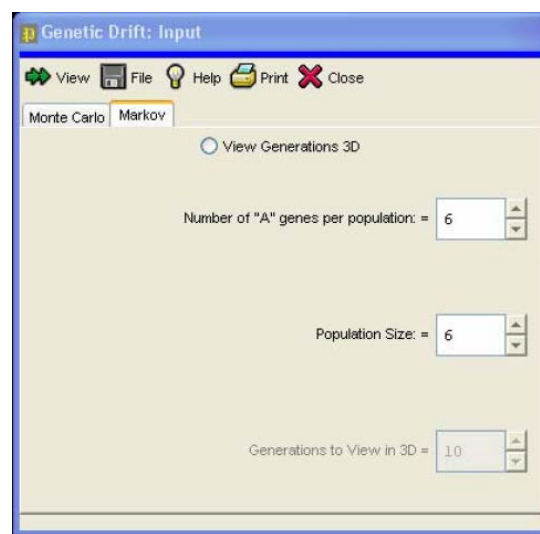 Genetic Drift: Input
View File Help Print Close
Monte Carlo Markov
View Generations 3D
Number of "A" genes per population: = 6
Population Size: = 6
Generations to View in 3D = 10